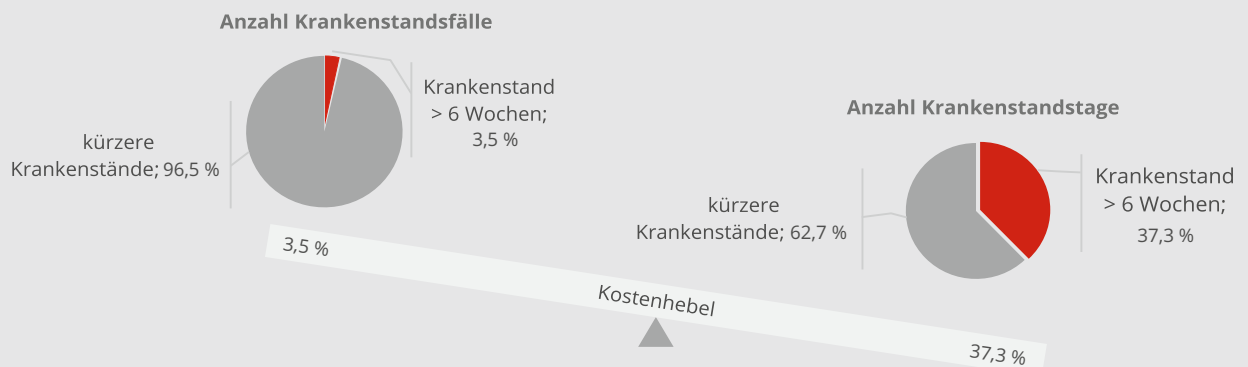 Anzahl Krankenstandsfälle
Krankenstand
> 6 Wochen;
3,5 %
kürzere
Krankenstände; 96,5 %
Anzahl Krankenstandstage
Krankenstand
> 6 Wochen;
37,3 %
kürzere
Krankenstände; 62,7 %
3,5 %
Kostenhebel
37,3 %